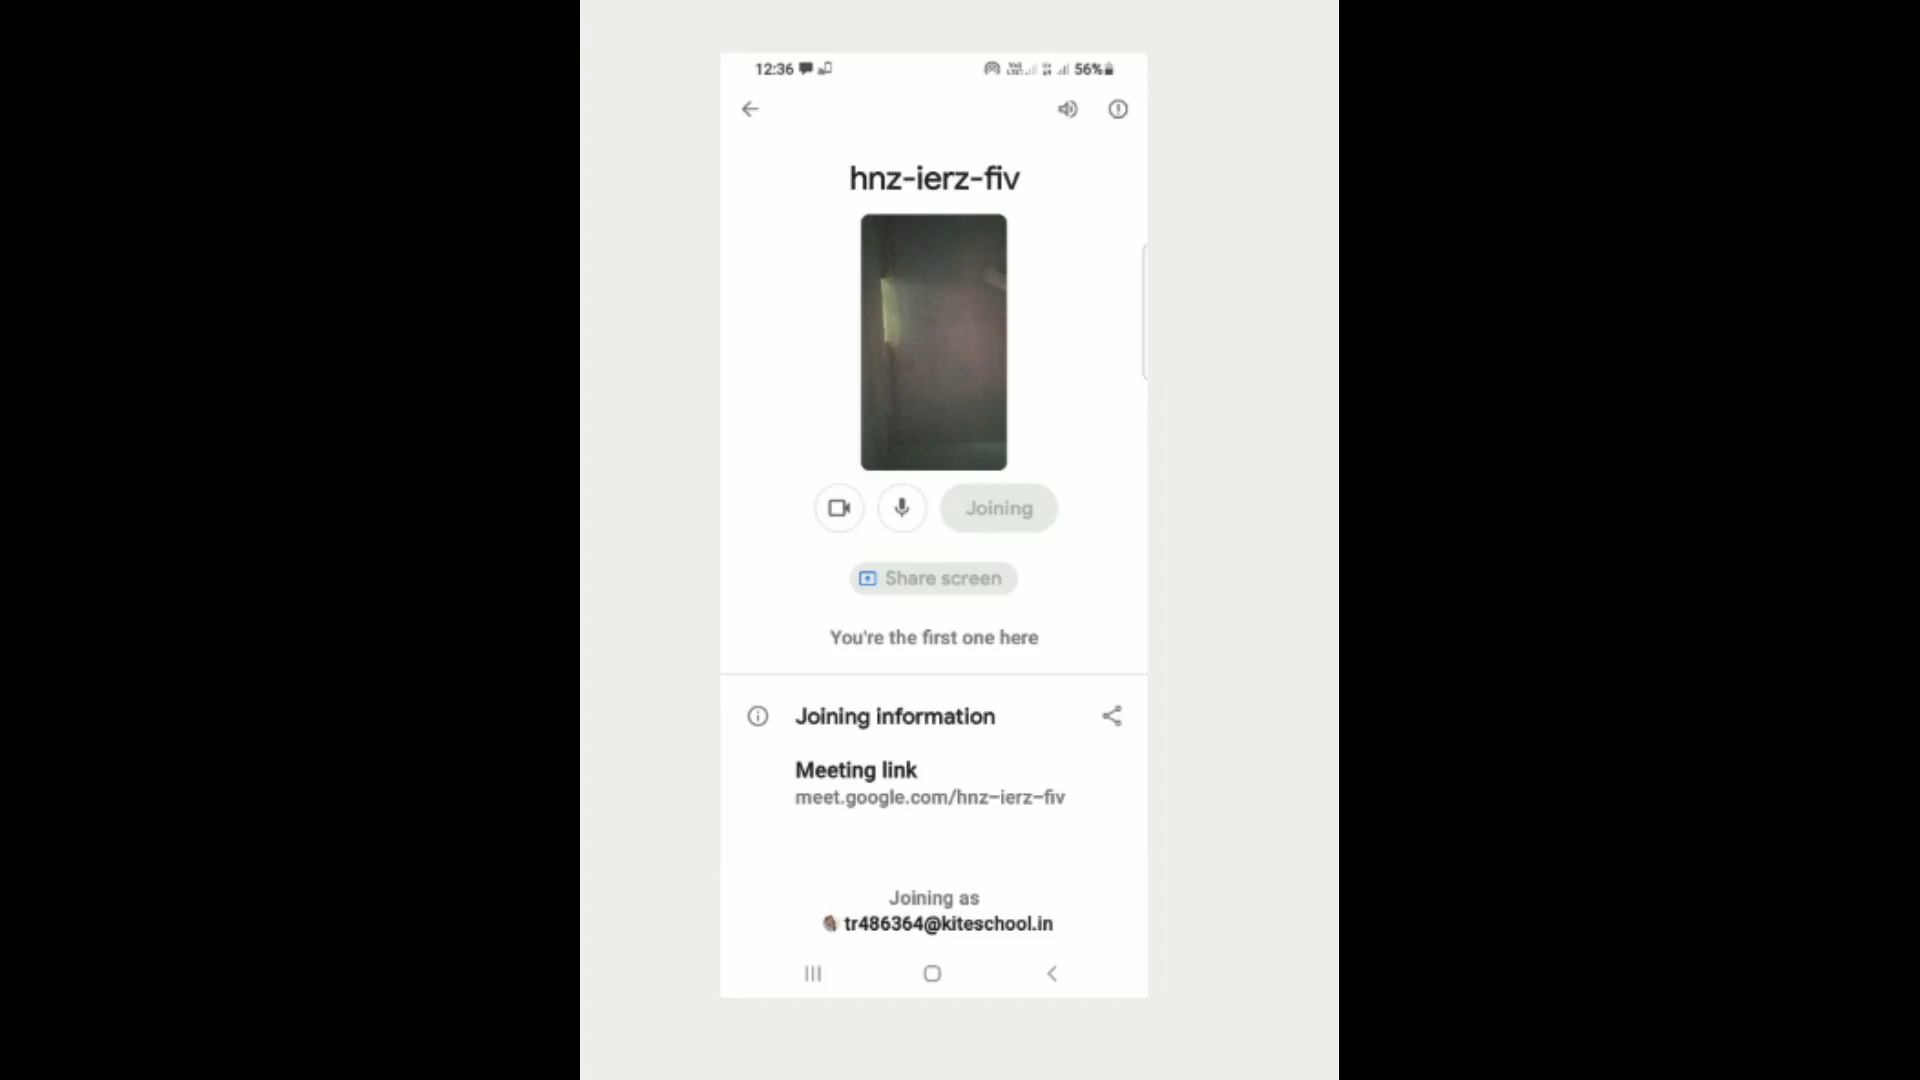 12:36 56%
hnz-ierz-fiv
Joining
Share screen
You're the first one here
Joining information
Meeting link
meet.google.com/hnz-ierz-fiv
Joining as
tr486364@kiteschool.in